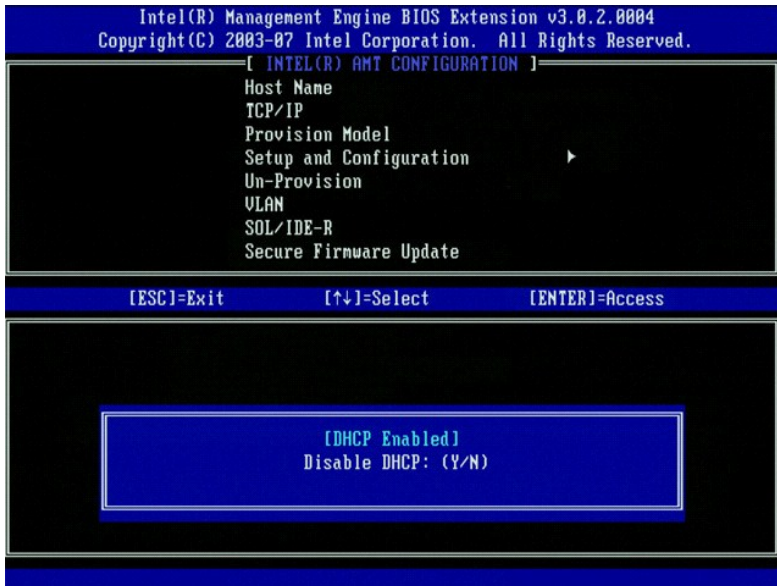 Intel(R) Management Engine BIOS Extension v3.0.2.0004
Copyright(C) 2003-07 Intel Corporation. All Rights Reserved.
[ INTEL(R) AMT CONFIGURATION ]
Host Name
TCP/IP
Provision Model
Setup and Configuration
Un-Provision
VLAN
SOL/IDE-R
Secure Firmware Update
[ESC]=Exit [↑↓]=Select [ENTER]=Access
[DHCP Enabled]
Disable DHCP: (Y/N)